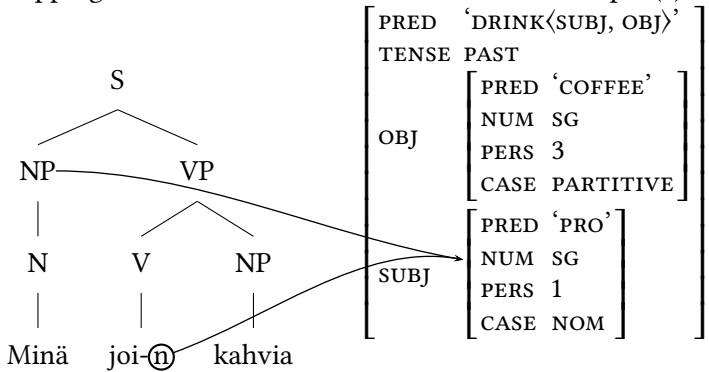 S
NP VP
N V NP
Minä joi-n kahvia
PRED ‘DRINK⟨SUBJ, OBJ⟩’
TENSE PAST
OBJ
PRED ‘COFFEE’
NUM SG
PERS 3
CASE PARTITIVE
SUBJ
PRED ‘PRO’
NUM SG
PERS 1
CASE NOM